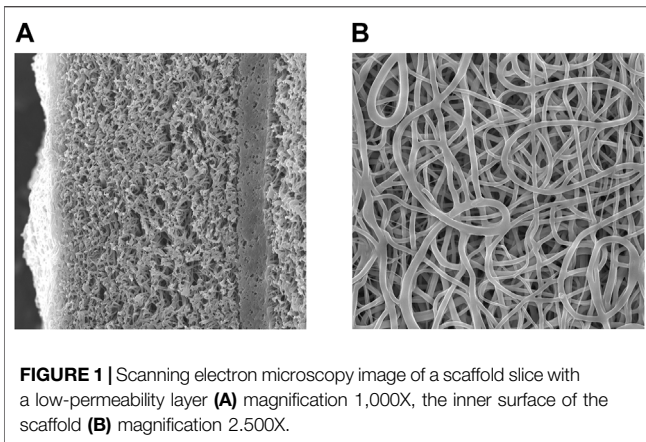 A B
FIGURE 1 | Scanning electron microscopy image of a scaffold slice with
a low-permeability layer (A) magnification 1,000X, the inner surface of the
scaffold (B) magnification 2.500X.